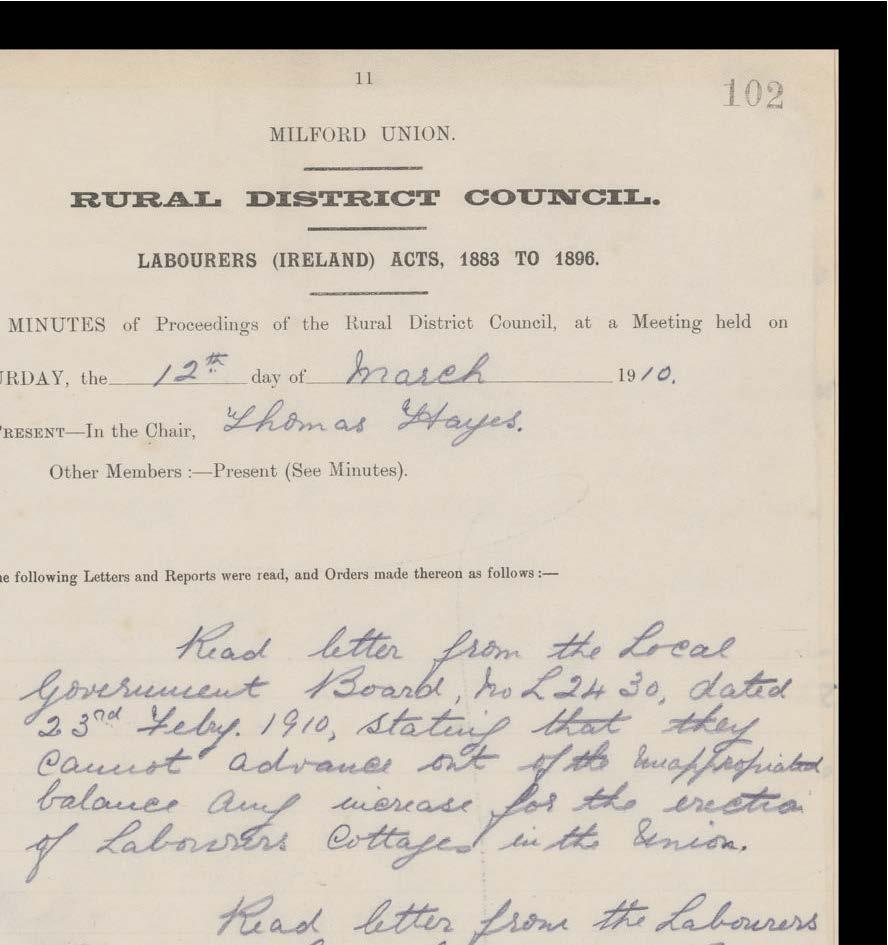 11
102
MILFORD UNION.
RURAL DISTRICT COUNCIL.
LABOURERS (IRELAND) ACTS, 1883 TO 1896.
MINUTES of Proceedings of the Rural District Council, at a Meeting held on
URDAY, the 12th day of March 1910.
RESENT—In the Chair, Thomas Hayes.
Other Members :—Present (See Minutes).
e following Letters and Reports were read, and Orders made thereon as follows :—
Read letter from the Local
Government Board, No L 2430, dated
23rd Feby. 1910, stating that they
cannot advance out of the unappropiated
balance any increase for the erectio
of Labourers Cottages in the Union.
Read letter from the Labourers